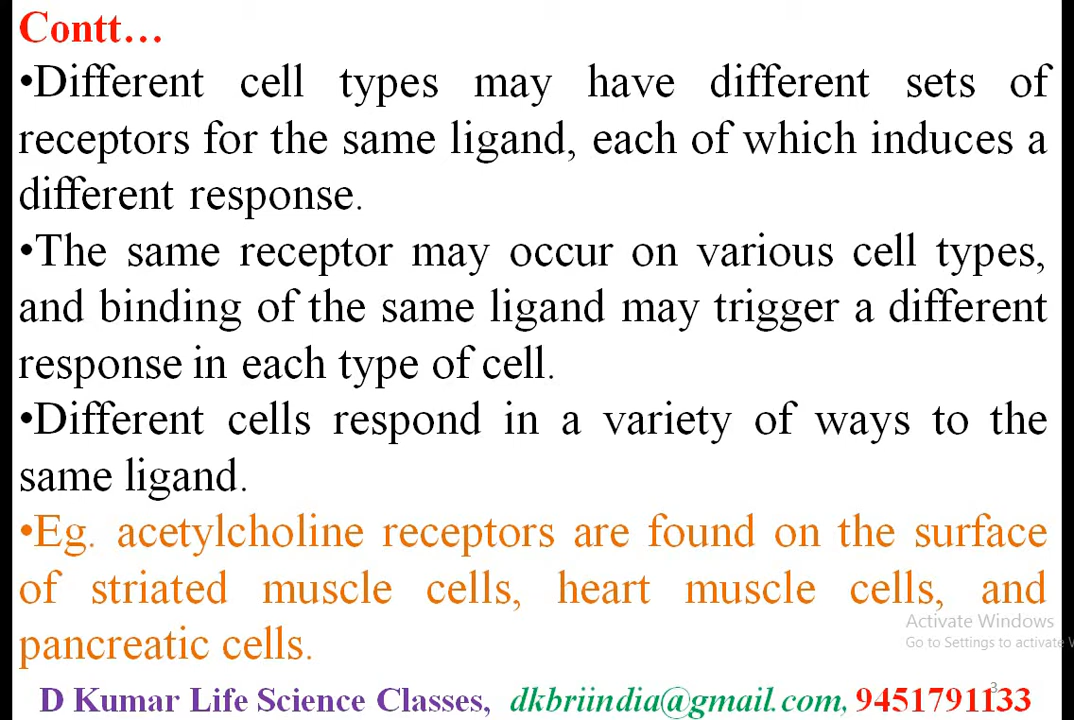 Contt…
•Different cell types may have different sets of
receptors for the same ligand, each of which induces a
different response.
•The same receptor may occur on various cell types,
and binding of the same ligand may trigger a different
response in each type of cell.
•Different cells respond in a variety of ways to the
same ligand.
•Eg. acetylcholine receptors are found on the surface
of striated muscle cells, heart muscle cells, and
pancreatic cells.
Activate Windows
Go to Settings to activate W
3
D Kumar Life Science Classes, dkbriindia@gmail.com, 9451791133